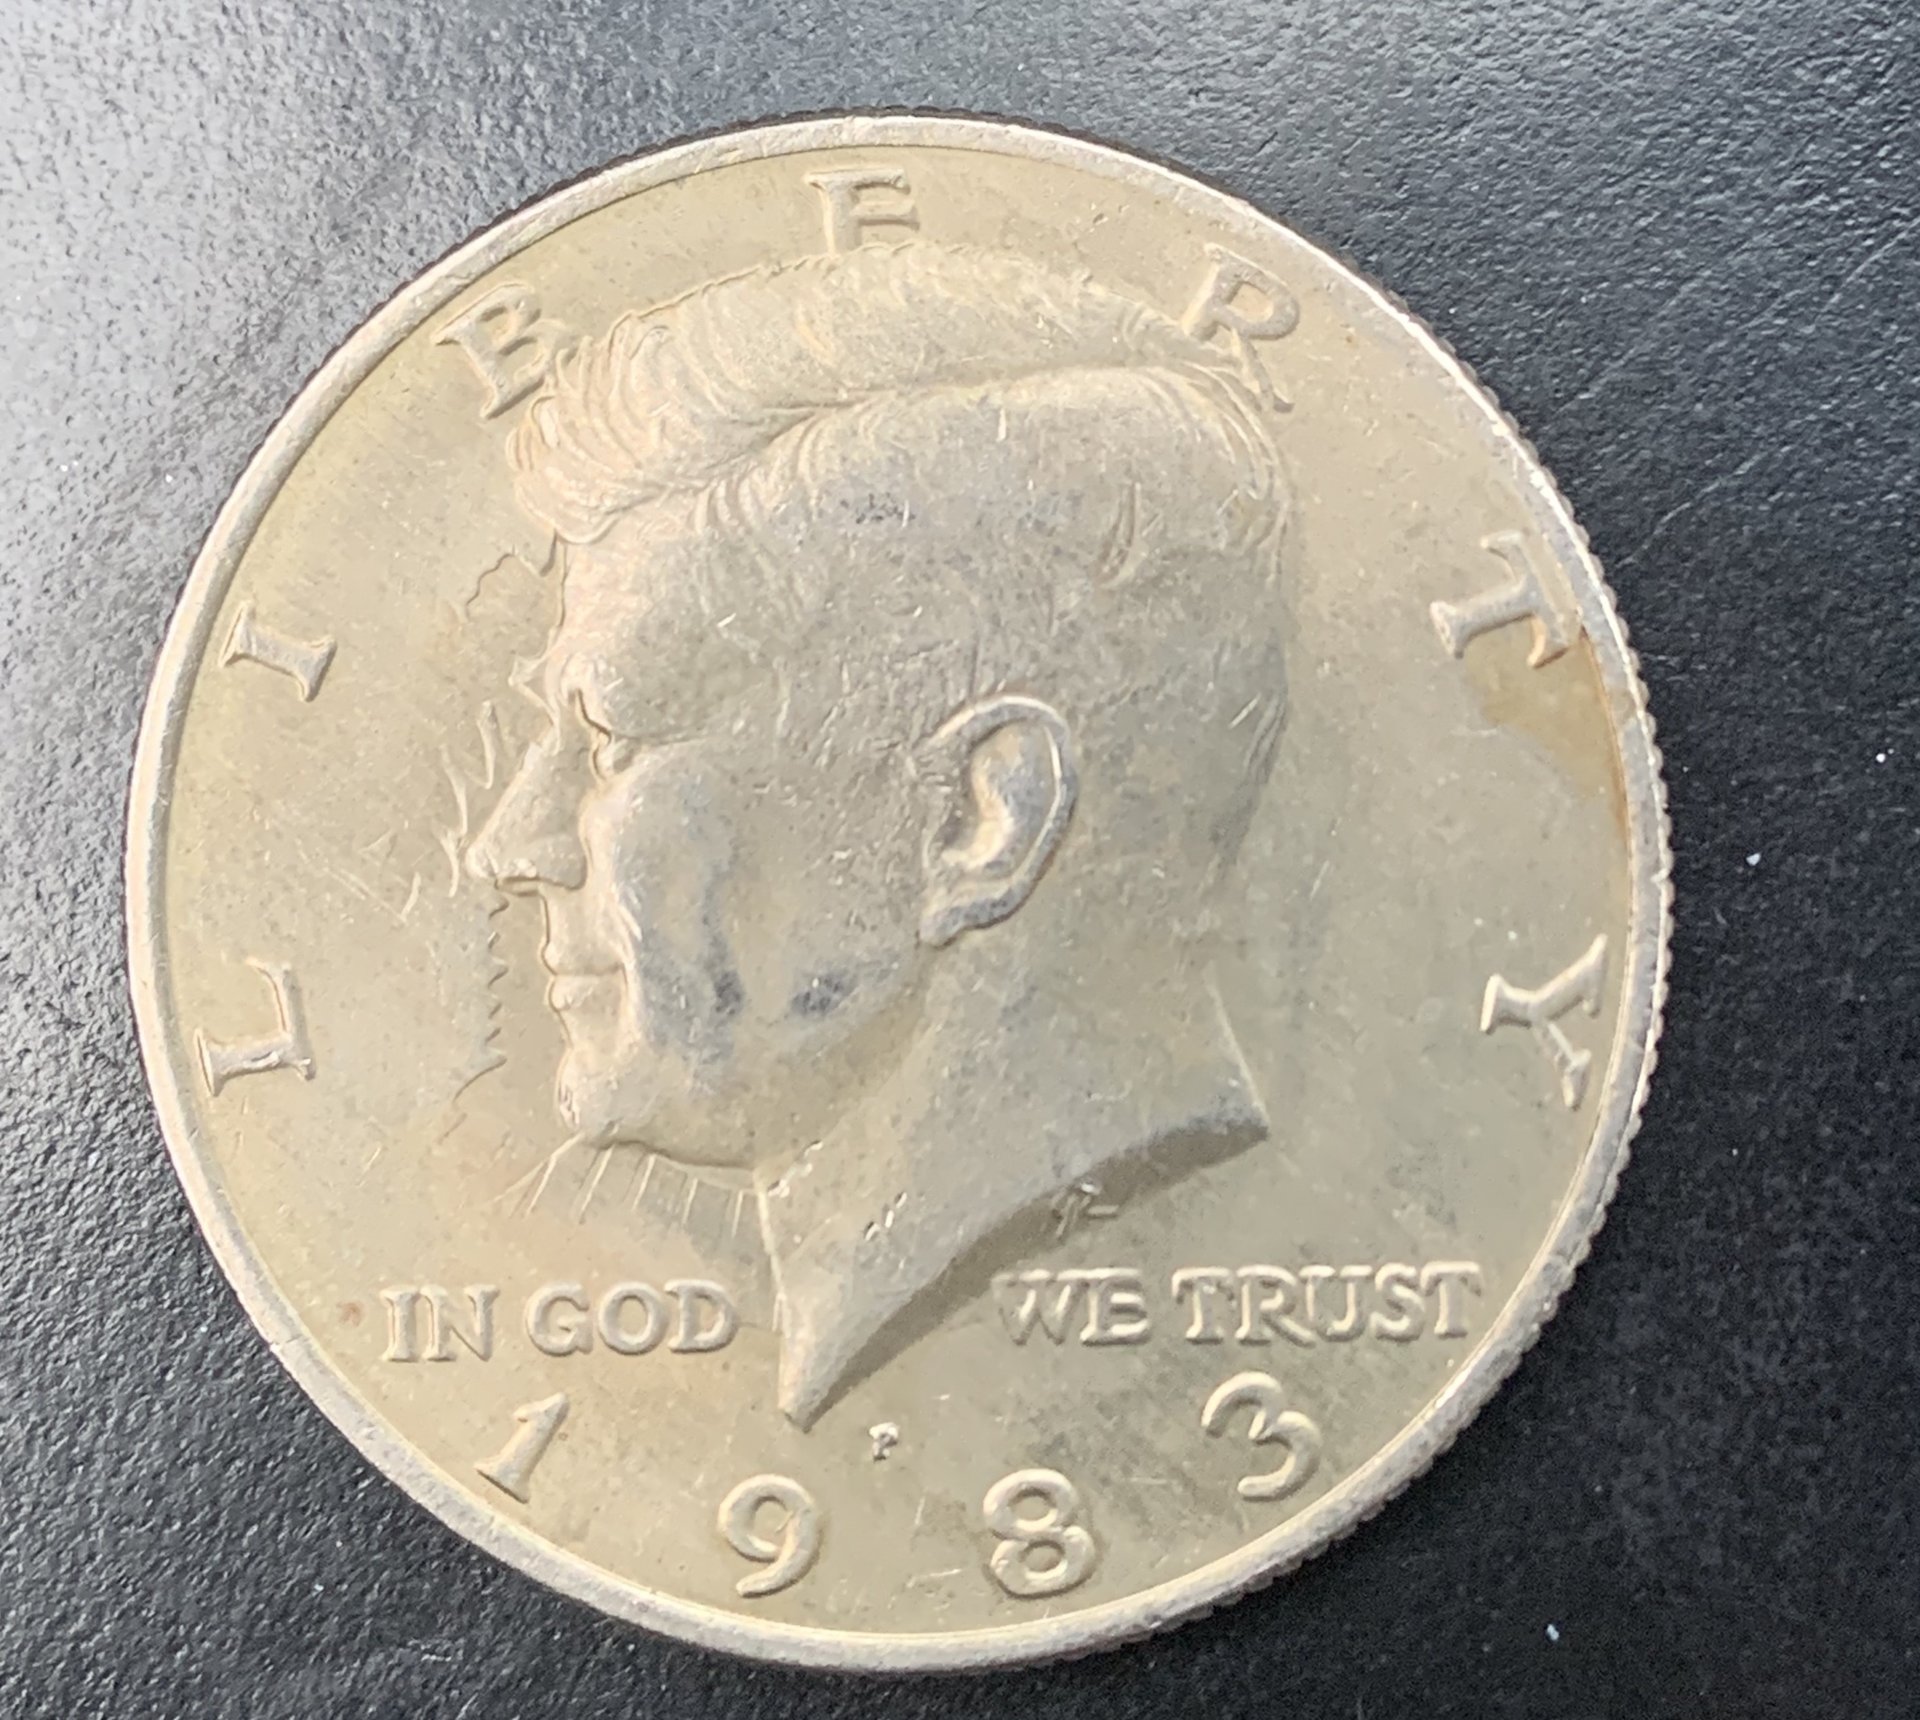 LIBERTY
IN GOD WE TRUST
P
1983